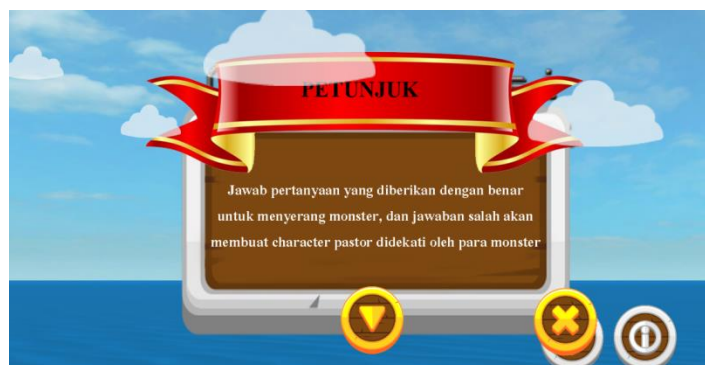 PETUNJUK
Jawab pertanyaan yang diberikan dengan benar
untuk menyerang monster, dan jawaban salah akan
membuat character pastor didekati oleh para monster